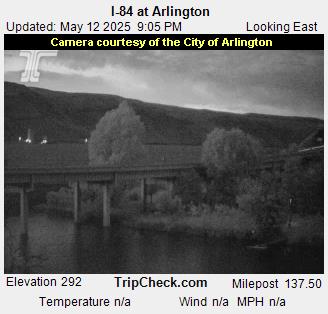 I-84 at Arlington
Updated: May 12 2025 9:05 PM Looking East
Camera courtesy of the City of Arlington
Elevation 292 TripCheck.com Milepost 137.50
Temperature n/a Wind n/a MPH n/a